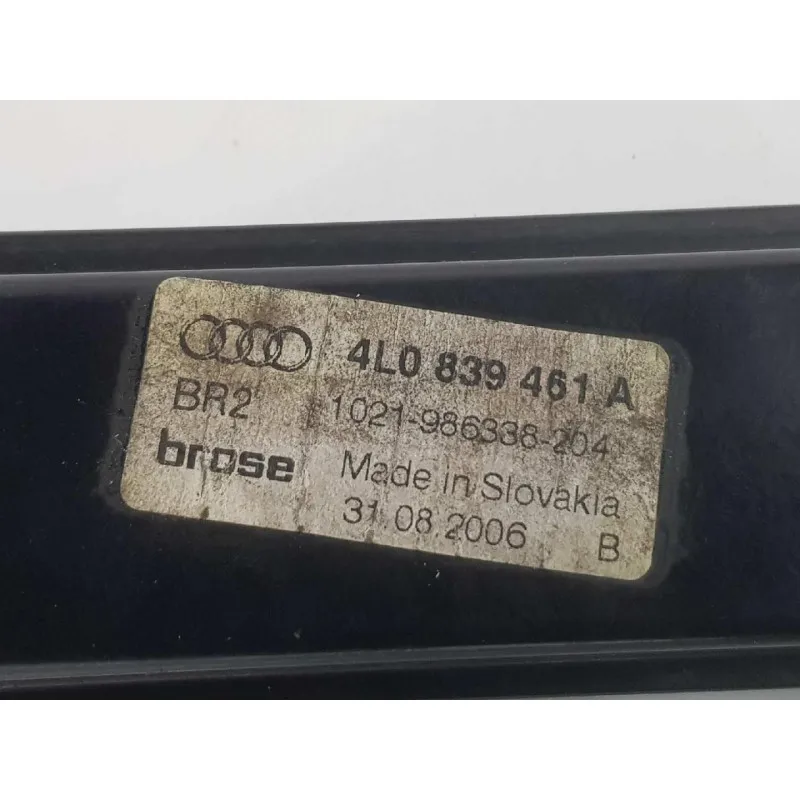 4L0 839 461 A
BR2 1021-986338-204
brose Made in Slovakia
31.08.2006 B